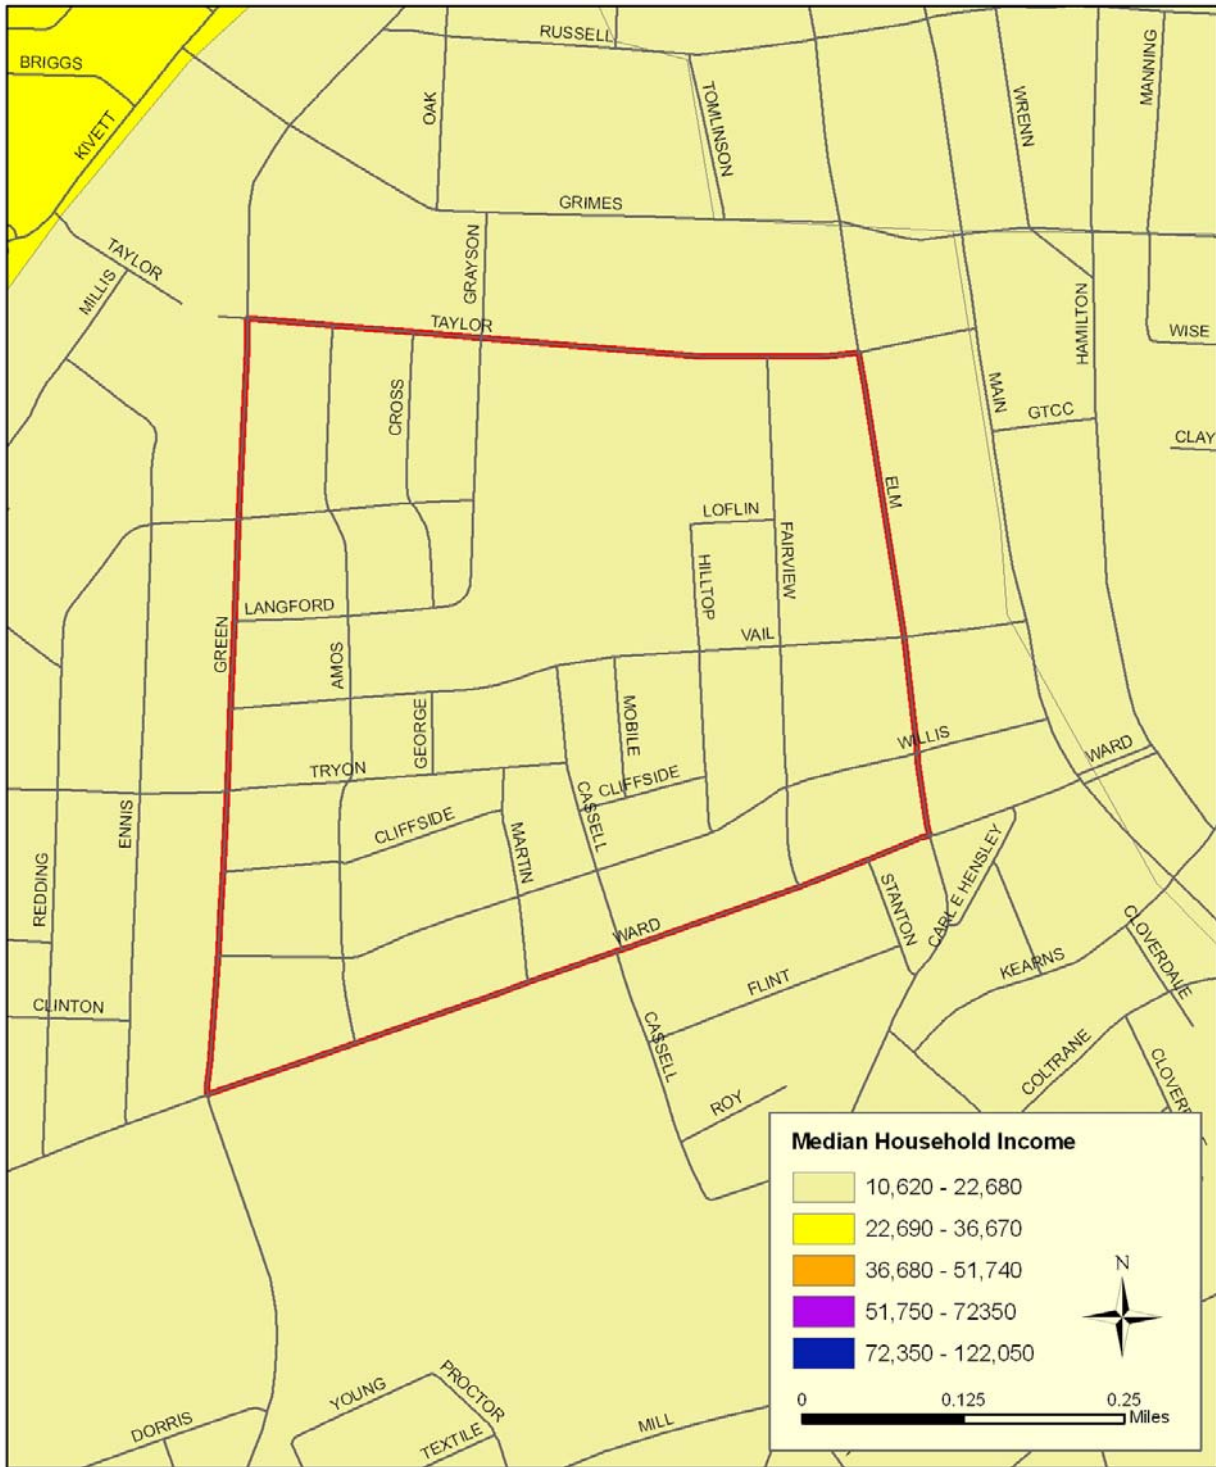 RUSSELL
BRIGGS
OAK
TOMLINSON
WRENN
MANNING
KIVETT
GRIMES
TAYLOR
MILLIS
GRAYSON
TAYLOR
HAMILTON
WISE
CROSS
MAIN
GTCC
CLAY
ELM
LOFLIN
FAIRVIEW
HILLTOP
LANGFORD
GREEN
VAIL
AMOS
GEORGE
MOBILE
WILLIS
WARD
TRYON
CLIFFSIDE
CASSELL
ENNIS
CLIFFSIDE
MARTIN
REDDING
CARL E HENSLEY
STANTON
WARD
CLOVERDALE
KEARNS
FLINT
CLINTON
CASSELL
COLTRANE
ROY
Median Household Income
10,620 - 22,680
22,690 - 36,670
36,680 - 51,740
51,750 - 72350
72,350 - 122,050
N
0 0.125 0.25
Miles
YOUNG
PROCTOR
DORRIS
TEXTILE
MILL